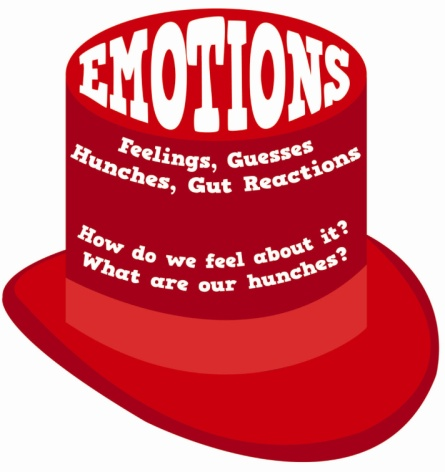 EMOTIONS
Feelings, Guesses
Hunches, Gut Reactions
How do we feel about it?
What are our hunches?